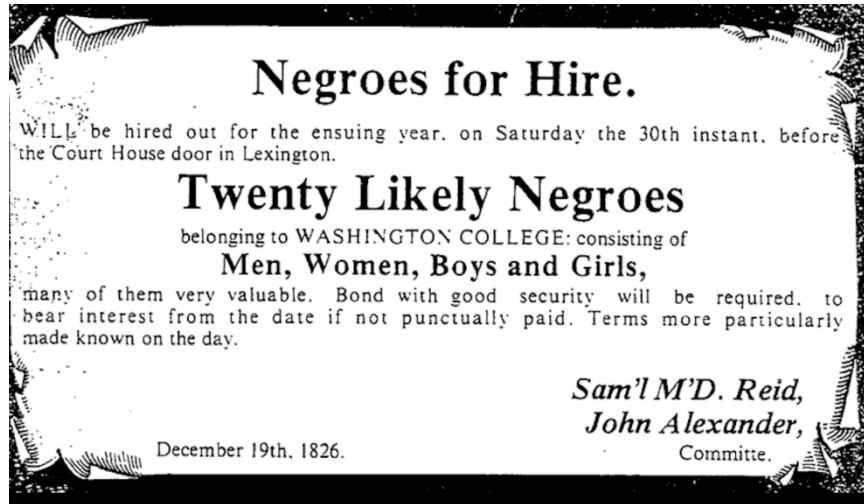 Negroes for Hire.
WILL be hired out for the ensuing year. on Saturday the 30th instant. before
the Court House door in Lexington.
Twenty Likely Negroes
belonging to WASHINGTON COLLEGE: consisting of
Men, Women, Boys and Girls,
many of them very valuable. Bond with good security will be required. to
bear interest from the date if not punctually paid. Terms more particularly
made known on the day.
Sam'l M'D. Reid,
John Alexander,
December 19th, 1826. Committe.